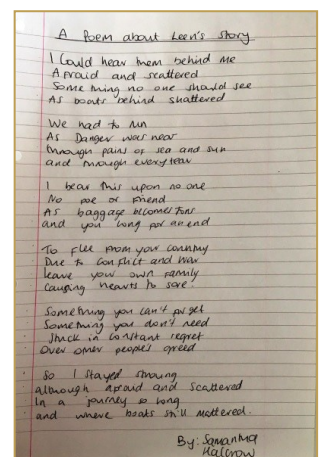 A Poem about Leen's story
I Could hear them behind me
Afraid and scattered
Something no one should see
As boats behind shattered
We had to run
As Danger was near
Through pains of sea and sun
and through every tear
I bear this upon no one
No foe or friend
As baggage becomes tons
and you long for an end
To flee from your country
Due to conflict and war
leave your own family
Causing hearts to sore
Something you can't forget
Something you don't need
Stuck in constant regret
Over other people's greed
So I stayed strong
although afraid and scattered
In a journey so long
and where boats still mattered.
By: Samantha
Halcrow